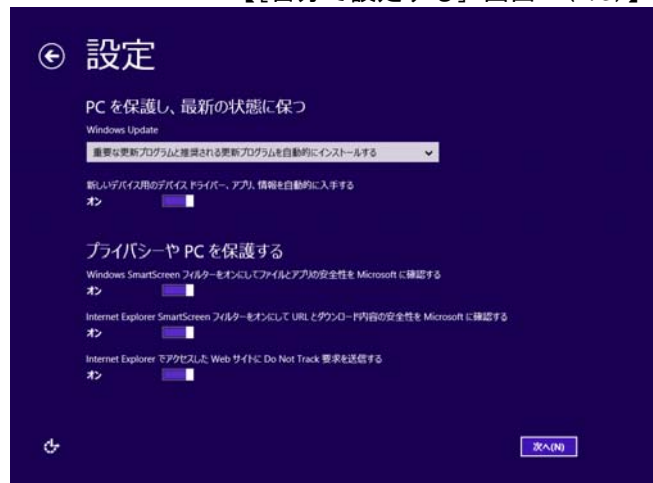 設定
PC を保護し、最新の状態に保つ
Windows Update
重要な更新プログラムと推奨される更新プログラムを自動的にインストールする
新しいデバイス用のデバイス ドライバー、アプリ、情報を自動的に入手する
オン
プライバシーや PC を保護する
Windows SmartScreen フィルターをオンにしてファイルとアプリの安全性を Microsoft に確認する
オン
Internet Explorer SmartScreen フィルターをオンにして URL とダウンロード内容の安全性を Microsoft に確認する
オン
Internet Explorer でアクセスした Web サイトに Do Not Track 要求を送信する
オン
次へ(N)